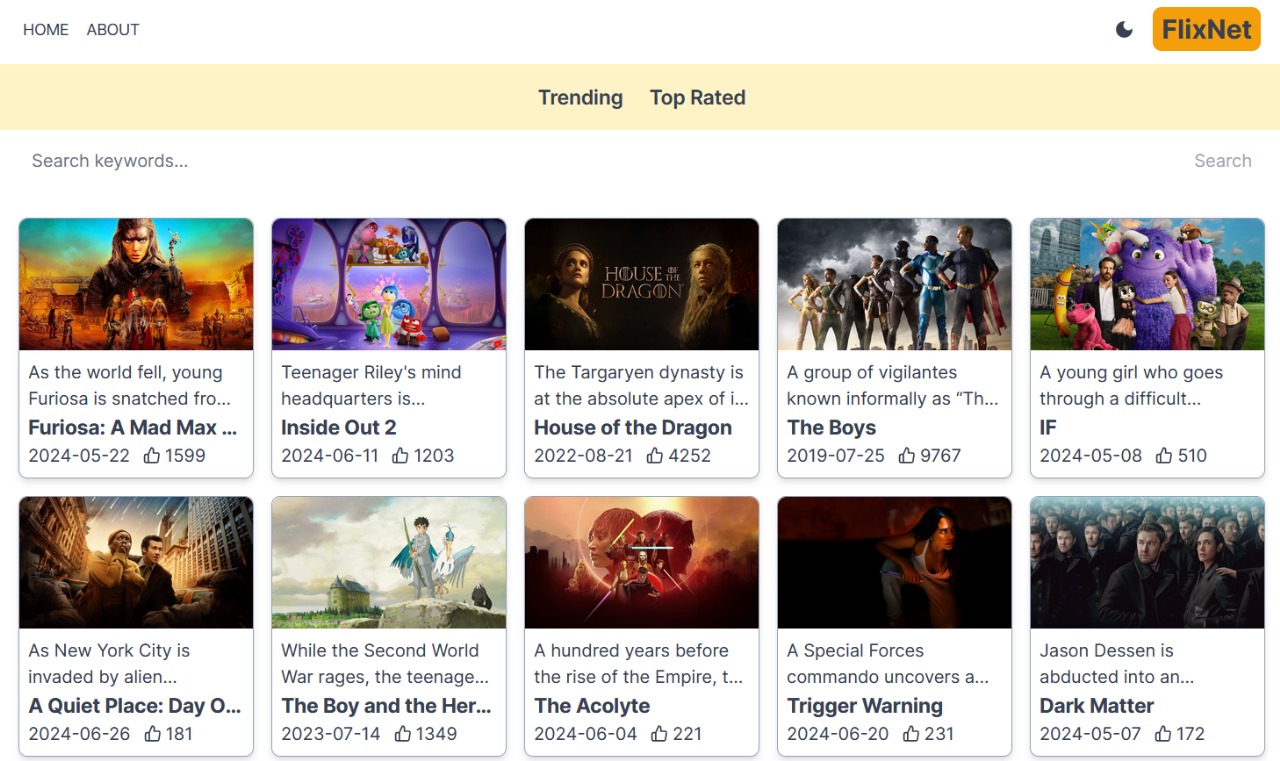 HOME ABOUT FlixNet
Trending Top Rated
Search keywords... Search
HOUSE OF THE
DRAGON
As the world fell, young
Furiosa is snatched fro...
Furiosa: A Mad Max ...
2024-05-22 1599
Teenager Riley's mind
headquarters is...
Inside Out 2
2024-06-11 1203
The Targaryen dynasty is
at the absolute apex of i...
House of the Dragon
2022-08-21 4252
A group of vigilantes
known informally as “Th...
The Boys
2019-07-25 9767
A young girl who goes
through a difficult...
IF
2024-05-08 510
As New York City is
invaded by alien...
A Quiet Place: Day O...
2024-06-26 181
While the Second World
War rages, the teenage...
The Boy and the Her...
2023-07-14 1349
A hundred years before
the rise of the Empire, t...
The Acolyte
2024-06-04 221
A Special Forces
commando uncovers a...
Trigger Warning
2024-06-20 231
Jason Dessen is
abducted into an...
Dark Matter
2024-05-07 172